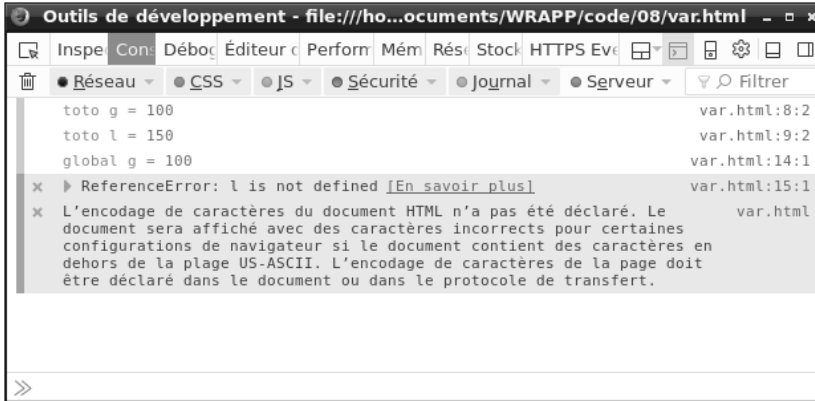 Outils de développement - file:///ho...ocuments/WRAPP/code/08/var.html
Inspe Cons Débog Éditeur d Perform Mém Rése Stock HTTPS Eve
Réseau CSS JS Sécurité Journal Serveur Filtrer
toto g = 100 var.html:8:2
toto l = 150 var.html:9:2
global g = 100 var.html:14:1
ReferenceError: l is not defined [En savoir plus] var.html:15:1
L’encodage de caractères du document HTML n’a pas été déclaré. Le var.html
document sera affiché avec des caractères incorrects pour certaines
configurations de navigateur si le document contient des caractères en
dehors de la plage US-ASCII. L’encodage de caractères de la page doit
être déclaré dans le document ou dans le protocole de transfert.